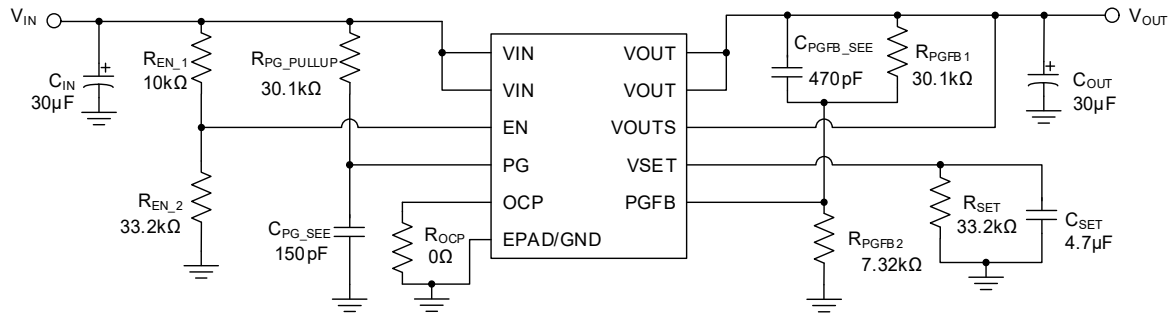 VIN
CIN
30µF
REN_1
10kΩ
REN_2
33.2kΩ
RPG_PULLUP
30.1kΩ
CPG_SEE
150pF
ROCP
0Ω
VIN
VIN
EN
PG
OCP
EPAD/GND
VOUT
VOUT
VOUTS
VSET
PGFB
CPGFB_SEE
470pF
RPGFB1
30.1kΩ
RPGFB2
7.32kΩ
RSET
33.2kΩ
CSET
4.7µF
COUT
30µF
VOUT
+
+